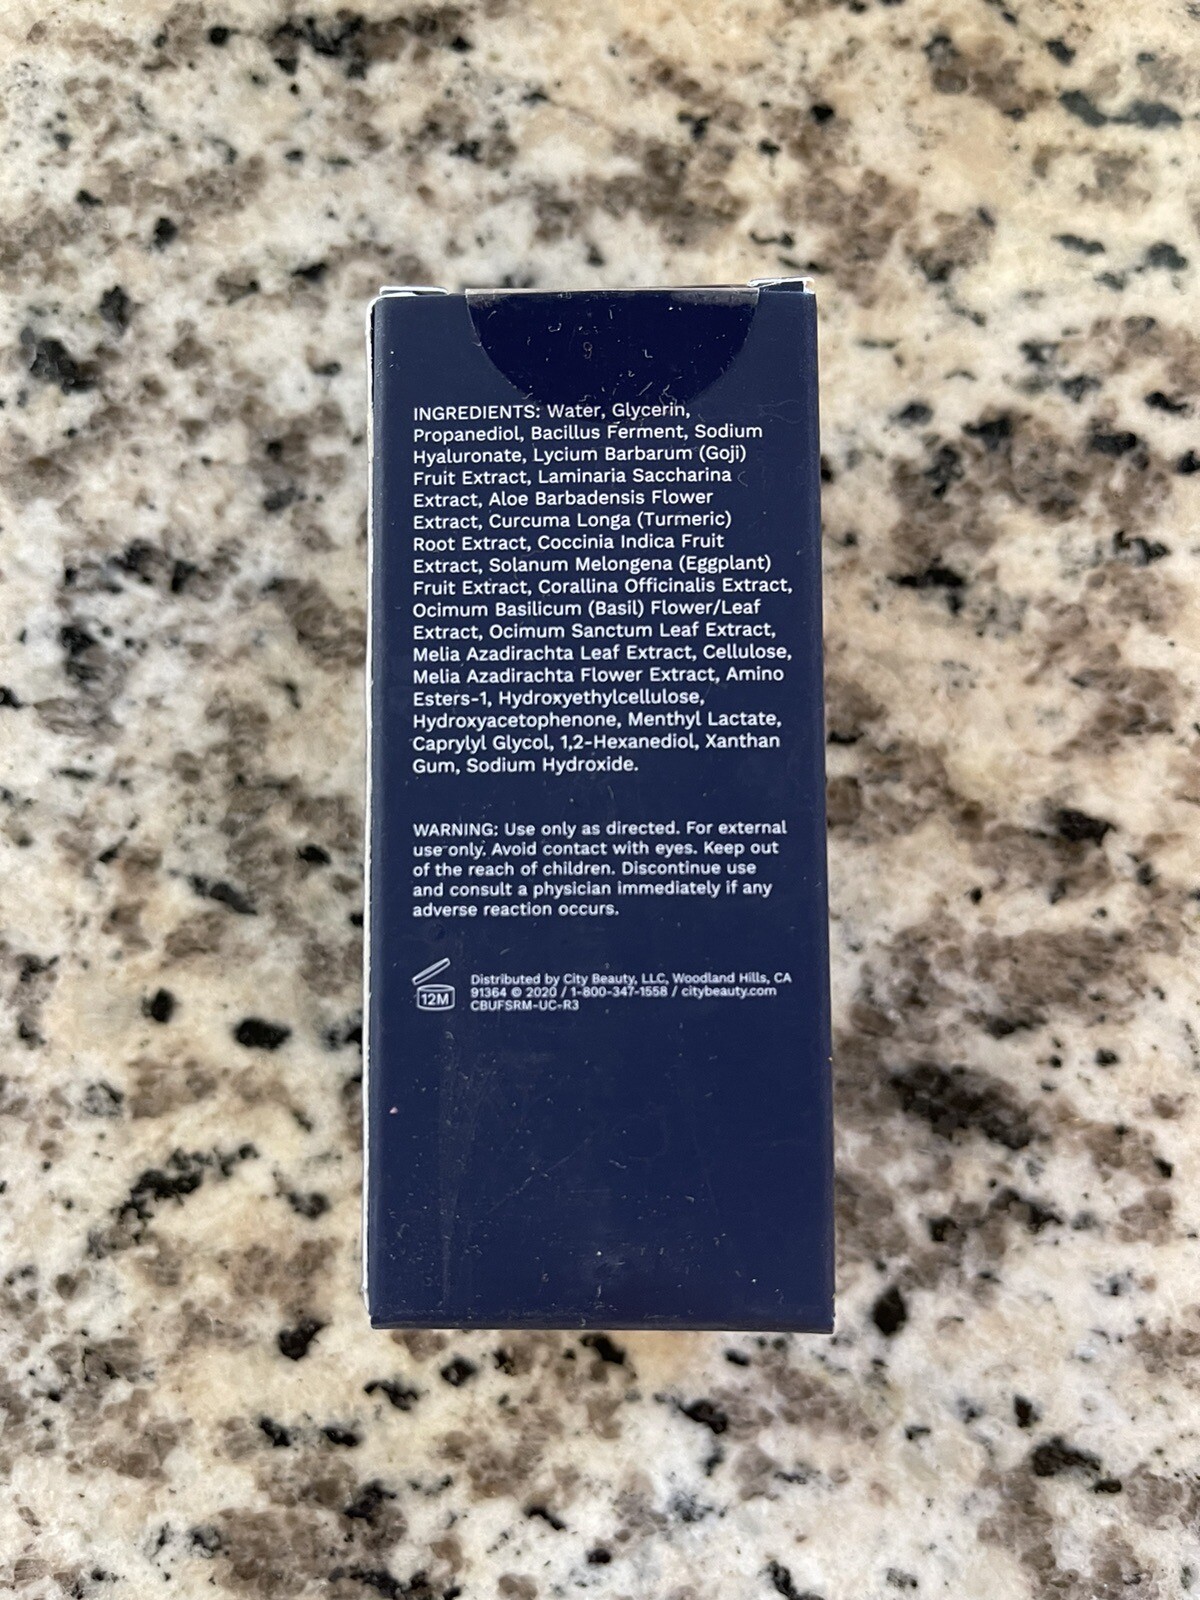 INGREDIENTS: Water, Glycerin,
Propanediol, Bacillus Ferment, Sodium
Hyaluronate, Lycium Barbarum (Goji)
Fruit Extract, Laminaria Saccharina
Extract, Aloe Barbadensis Flower
Extract, Curcuma Longa (Turmeric)
Root Extract, Coccinia Indica Fruit
Extract, Solanum Melongena (Eggplant)
Fruit Extract, Corallina Officinalis Extract,
Ocimum Basilicum (Basil) Flower/Leaf
Extract, Ocimum Sanctum Leaf Extract,
Melia Azadirachta Leaf Extract, Cellulose,
Melia Azadirachta Flower Extract, Amino
Esters-1, Hydroxyethylcellulose,
Hydroxyacetophenone, Menthyl Lactate,
Caprylyl Glycol, 1,2-Hexanediol, Xanthan
Gum, Sodium Hydroxide.
WARNING: Use only as directed. For external
use only. Avoid contact with eyes. Keep out
of the reach of children. Discontinue use
and consult a physician immediately if any
adverse reaction occurs.
12M
Distributed by City Beauty, LLC, Woodland Hills, CA
91364 © 2020 / 1-800-347-1558 / citybeauty.com
CBUFSRM-UC-R3